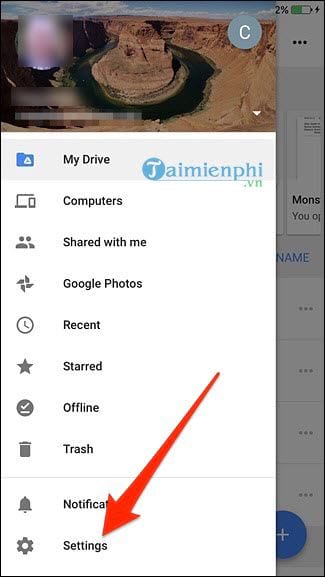 2%
C
My Drive
Taimienphi
.vn
Computers
Mons
Shared with me
You op
Google Photos
NAME
Recent
Starred
Offline
Trash
Notificat
Settings